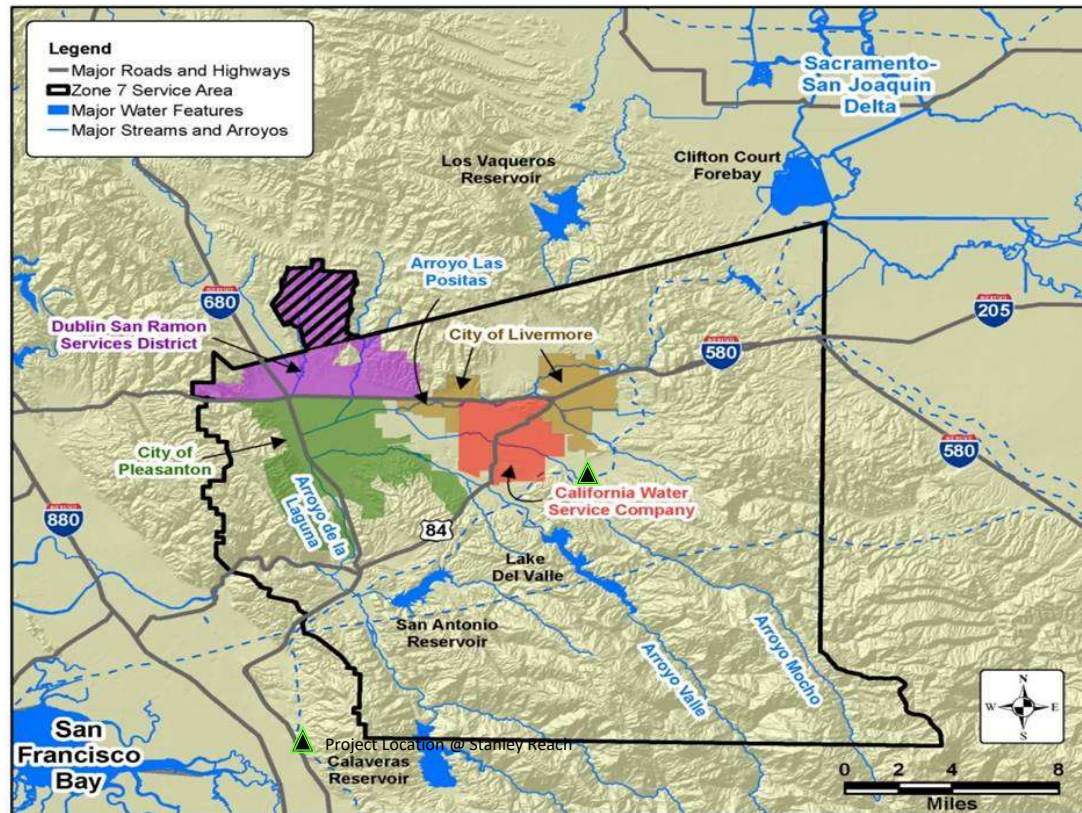 Legend
Major Roads and Highways
Zone 7 Service Area
Major Water Features
Major Streams and Arroyos
Sacramento-
San Joaquin
Delta
Los Vaqueros
Reservoir
Clifton Court
Forebay
Arroyo Las
Positas
680
205
Dublin San Ramon
Services District
City of Livermore
580
City of
Pleasanton
580
880
Arroyo de la
Laguna
84
California Water
Service Company
Lake
Del Valle
San Antonio
Reservoir
Arroyo Valle
Arroyo Mocho
San
Francisco
Bay
Project Location @ Stanley Reach
Calaveras
Reservoir
N
W E
S
0 2 4 8
Miles